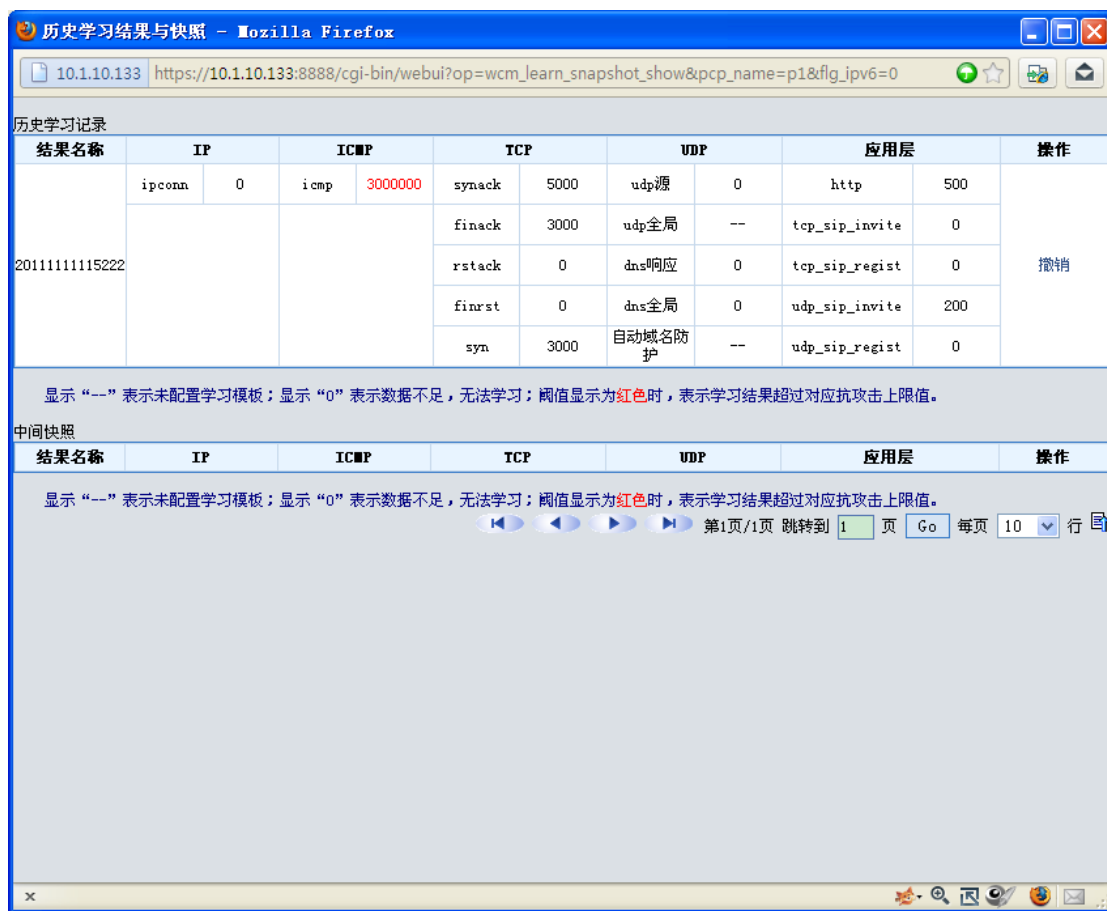 历史学习结果与快照 - Mozilla Firefox
10.1.10.133 https://10.1.10.133:8888/cgi-bin/webui?op=wcm_learn_snapshot_show&pcp_name=p1&flg_ipv6=0
历史学习记录
结果名称 IP ICMP TCP UDP 应用层 操作
ipconn 0 icmp 3000000 synack 5000 udp源 0 http 500
finack 3000 udp全局 -- tcp_sip_invite 0
20111111115222 rstack 0 dns响应 0 tcp_sip_regist 0 撤销
finrst 0 dns全局 0 udp_sip_invite 200
syn 3000 自动域名防护 -- udp_sip_regist 0
显示“--”表示未配置学习模板；显示“0”表示数据不足，无法学习；阈值显示为红色时，表示学习结果超过对应抗攻击上限值。
中间快照
结果名称 IP ICMP TCP UDP 应用层 操作
显示“--”表示未配置学习模板；显示“0”表示数据不足，无法学习；阈值显示为红色时，表示学习结果超过对应抗攻击上限值。
第1页/1页 跳转到 1 页 Go 每页 10 行